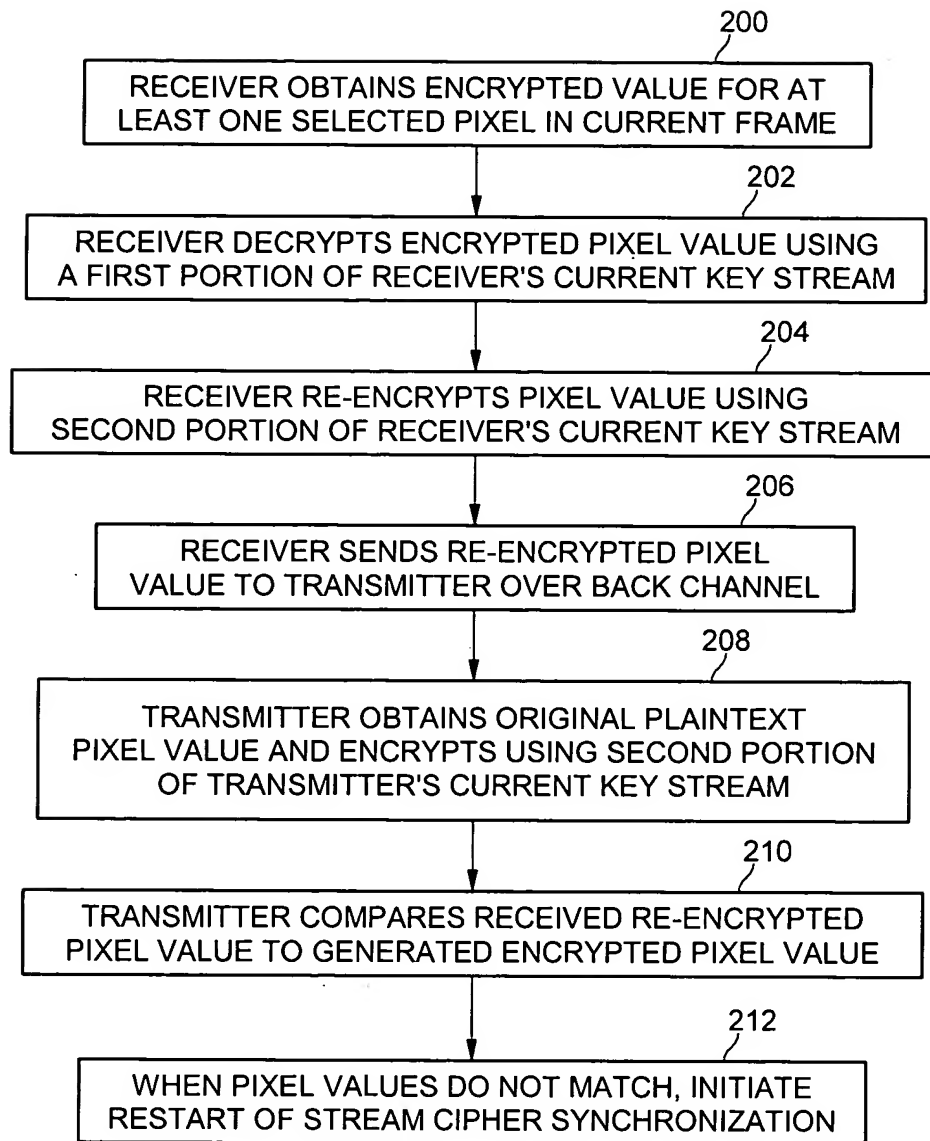 200
RECEIVER OBTAINS ENCRYPTED VALUE FOR AT
LEAST ONE SELECTED PIXEL IN CURRENT FRAME
202
RECEIVER DECRYPTS ENCRYPTED PIXEL VALUE USING
A FIRST PORTION OF RECEIVER'S CURRENT KEY STREAM
204
RECEIVER RE-ENCRYPTS PIXEL VALUE USING
SECOND PORTION OF RECEIVER'S CURRENT KEY STREAM
206
RECEIVER SENDS RE-ENCRYPTED PIXEL
VALUE TO TRANSMITTER OVER BACK CHANNEL
208
TRANSMITTER OBTAINS ORIGINAL PLAINTEXT
PIXEL VALUE AND ENCRYPTS USING SECOND PORTION
OF TRANSMITTER'S CURRENT KEY STREAM
210
TRANSMITTER COMPARES RECEIVED RE-ENCRYPTED
PIXEL VALUE TO GENERATED ENCRYPTED PIXEL VALUE
212
WHEN PIXEL VALUES DO NOT MATCH, INITIATE
RESTART OF STREAM CIPHER SYNCHRONIZATION